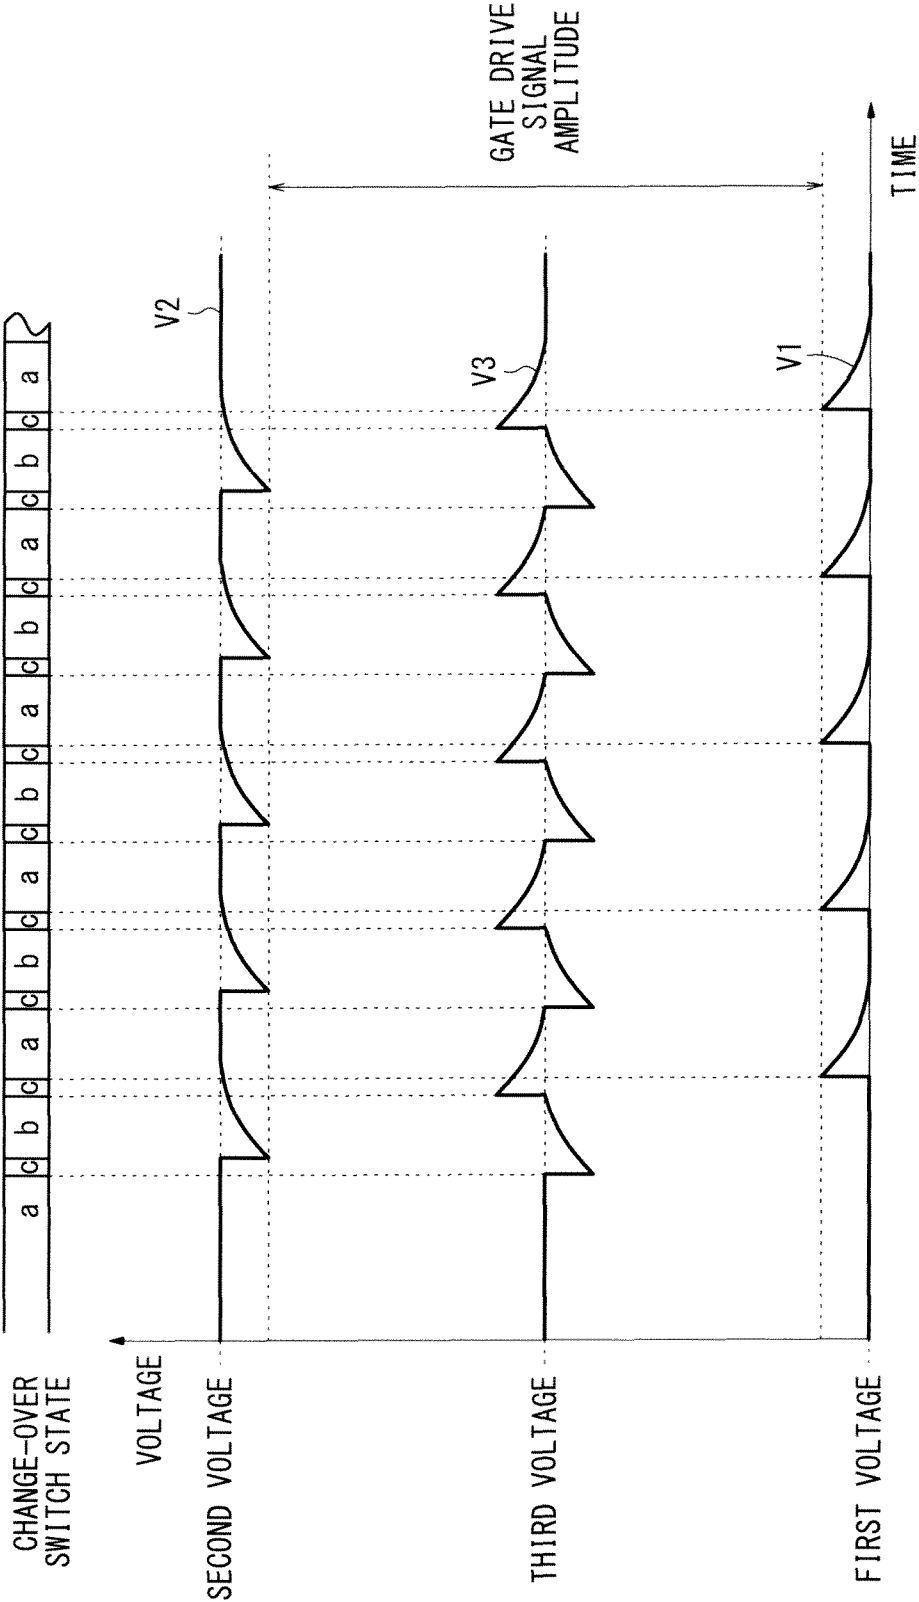 CHANGE-OVER
SWITCH STATE
a c b c a c b c a c b c a c b c a c b c a
VOLTAGE
SECOND VOLTAGE
V2
THIRD VOLTAGE
V3
FIRST VOLTAGE
V1
GATE DRIVE
SIGNAL
AMPLITUDE
TIME